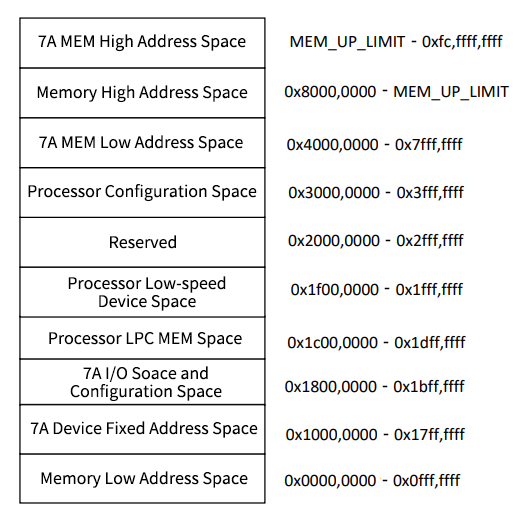 7A MEM High Address Space MEM_UP_LIMIT - 0xfc,ffff,ffff
Memory High Address Space 0x8000,0000 - MEM_UP_LIMIT
7A MEM Low Address Space 0x4000,0000 - 0x7fff,ffff
Processor Configuration Space 0x3000,0000 - 0x3fff,ffff
Reserved 0x2000,0000 - 0x2fff,ffff
Processor Low-speed
Device Space 0x1f00,0000 - 0x1fff,ffff
Processor LPC MEM Space 0x1c00,0000 - 0x1dff,ffff
7A I/O Soace and
Configuration Space 0x1800,0000 - 0x1bff,ffff
7A Device Fixed Address Space 0x1000,0000 - 0x17ff,ffff
Memory Low Address Space 0x0000,0000 - 0x0fff,ffff